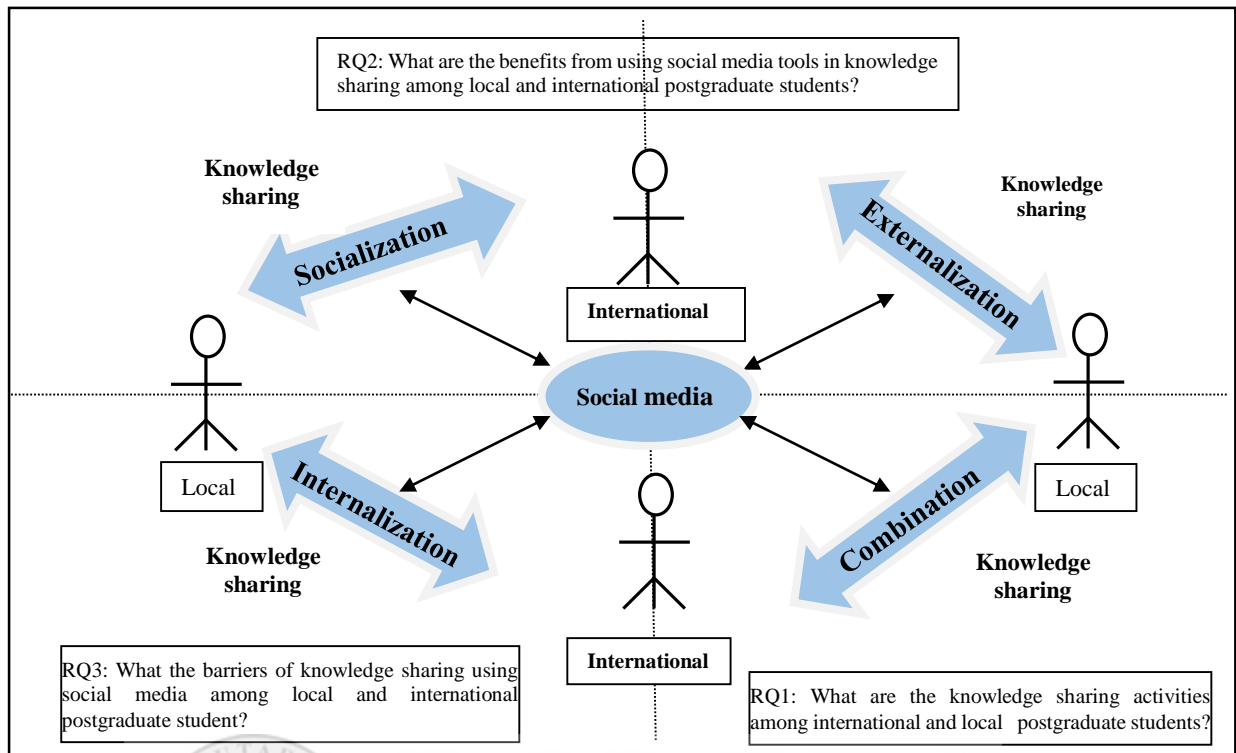 RQ2: What are the benefits from using social media tools in knowledge
sharing among local and international postgraduate students?
Knowledge
sharing
Knowledge
sharing
Socialization
Externalization
International
Social media
Local
Local
Internalization
Combination
Knowledge
sharing
Knowledge
sharing
International
RQ3: What the barriers of knowledge sharing using
social media among local and international
postgraduate student?
RQ1: What are the knowledge sharing activities
among international and local postgraduate students?